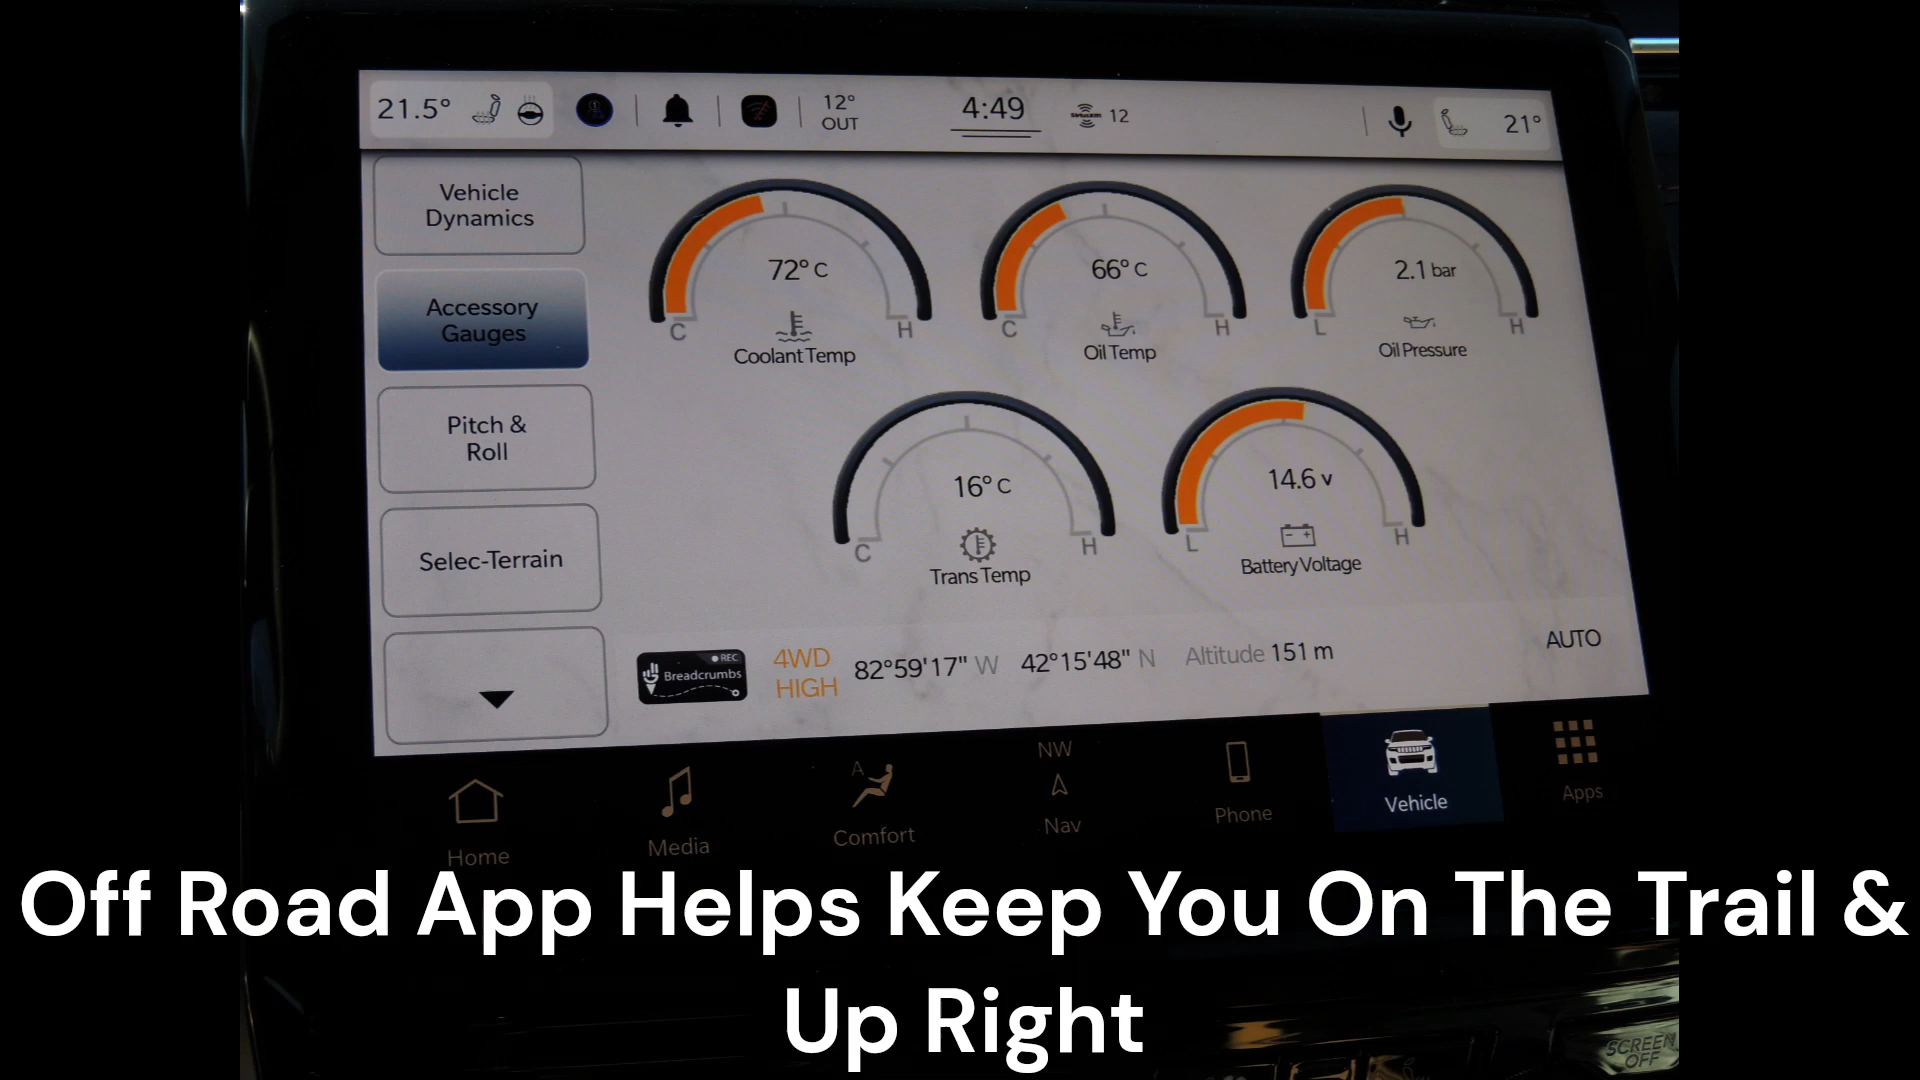 21.5°
12°
OUT
4:49
12
21°
Vehicle
Dynamics
Accessory
Gauges
Pitch &
Roll
Selec-Terrain
72° C
C H
Coolant Temp
66° C
C H
Oil Temp
2.1 bar
L H
Oil Pressure
16° C
C H
Trans Temp
14.6 v
L H
Battery Voltage
REC
Breadcrumbs
4WD
HIGH
82°59'17" W 42°15'48" N Altitude 151 m
AUTO
Home
Media
A
Comfort
NW
Nav
Phone
Vehicle
Apps
Off Road App Helps Keep You On The Trail &
Up Right
SCREEN
OFF